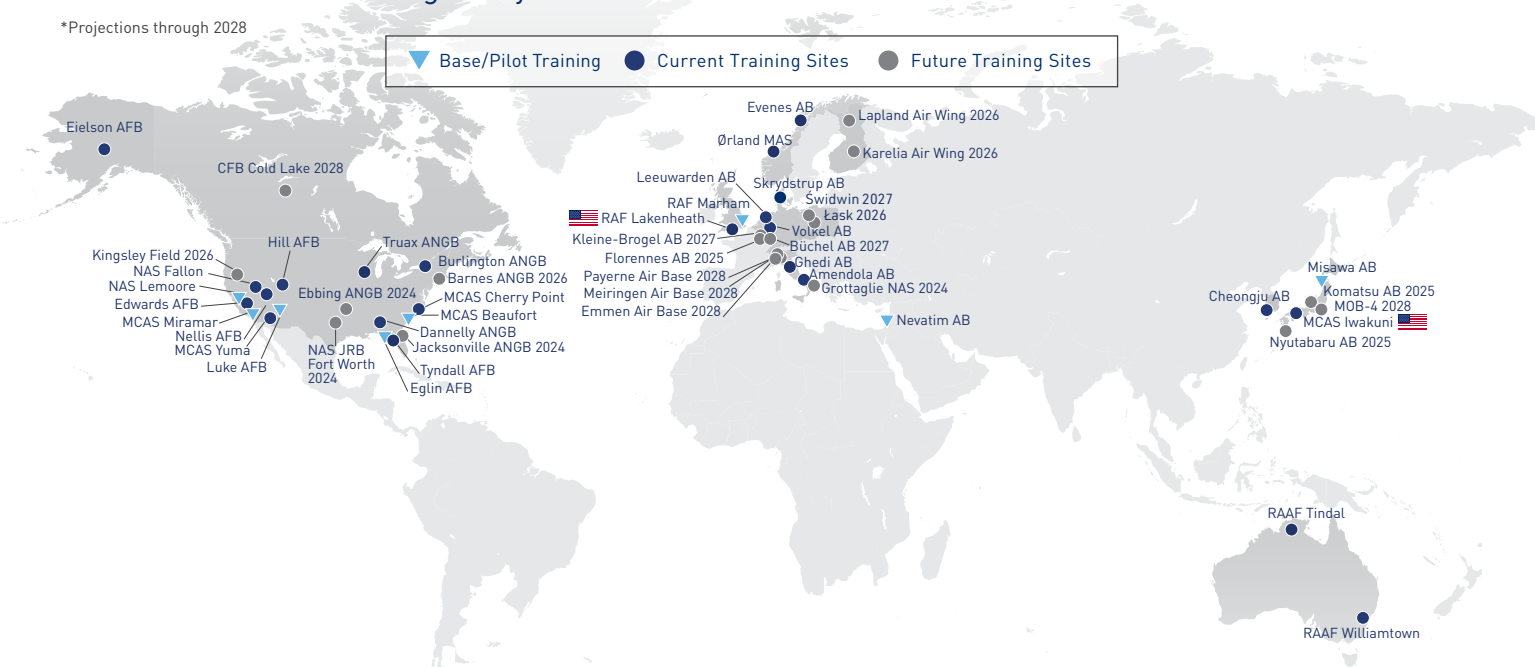 *Projections through 2028
Base/Pilot Training
Current Training Sites
Future Training Sites
Eielson AFB
CFB Cold Lake 2028
Hill AFB
Truax ANGB
Kingsley Field 2026
NAS Fallon
NAS Lemoore
Edwards AFB
MCAS Miramar
Nellis AFB
MCAS Yuma
Luke AFB
Burlington ANGB
Barnes ANGB 2026
Ebbing ANGB 2024
MCAS Cherry Point
MCAS Beaufort
Dannelly ANGB
Jacksonville ANGB 2024
NAS JRB
Fort Worth
2024
Tyndall AFB
Eglin AFB
Evenes AB
Lapland Air Wing 2026
Ørland MAS
Karelia Air Wing 2026
Leeuwarden AB
Skrydstrup AB
RAF Marham
Świdwin 2027
RAF Lakenheath
Łask 2026
Volkel AB
Kleine-Brogel AB 2027
Büchel AB 2027
Florennes AB 2025
Ghedi AB
Payerne Air Base 2028
Amendola AB
Meiringen Air Base 2028
Grottaglie NAS 2024
Emmen Air Base 2028
Nevatim AB
Misawa AB
Cheongju AB
Komatsu AB 2025
MOB-4 2028
MCAS Iwakuni
Nyutabaru AB 2025
RAAF Tindal
RAAF Williamtown